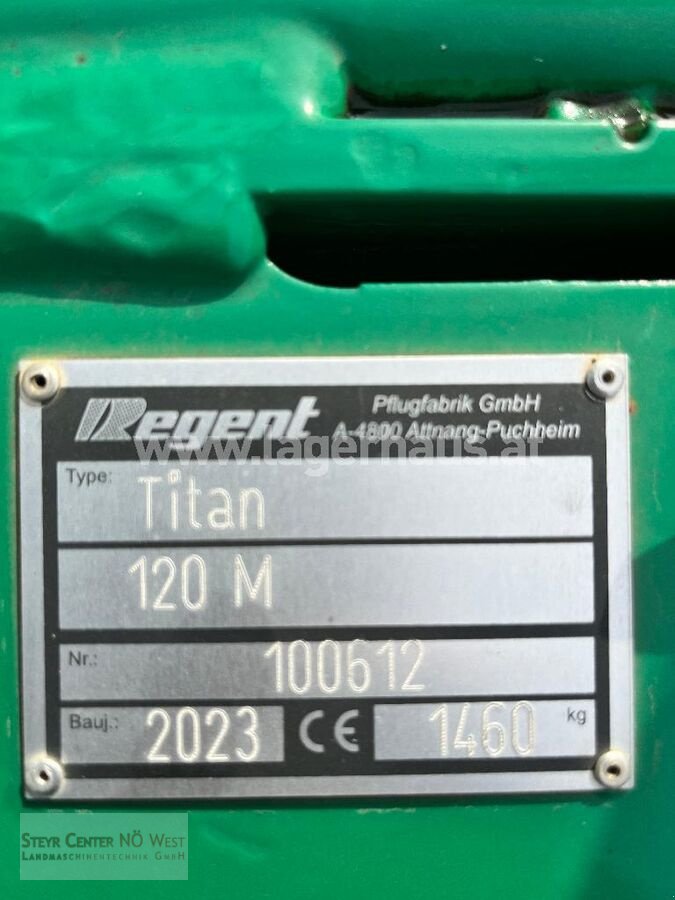 Regent
Pflugfabrik GmbH
A-4800 Attnang-Puchheim
www.lagerhaus.at
Type: Titan
120 M
Nr.: 100612
Bauj.: 2023 CE 1460 kg
STEYR CENTER NÖ WEST
LANDMASCHINENTECHNIK GMBH